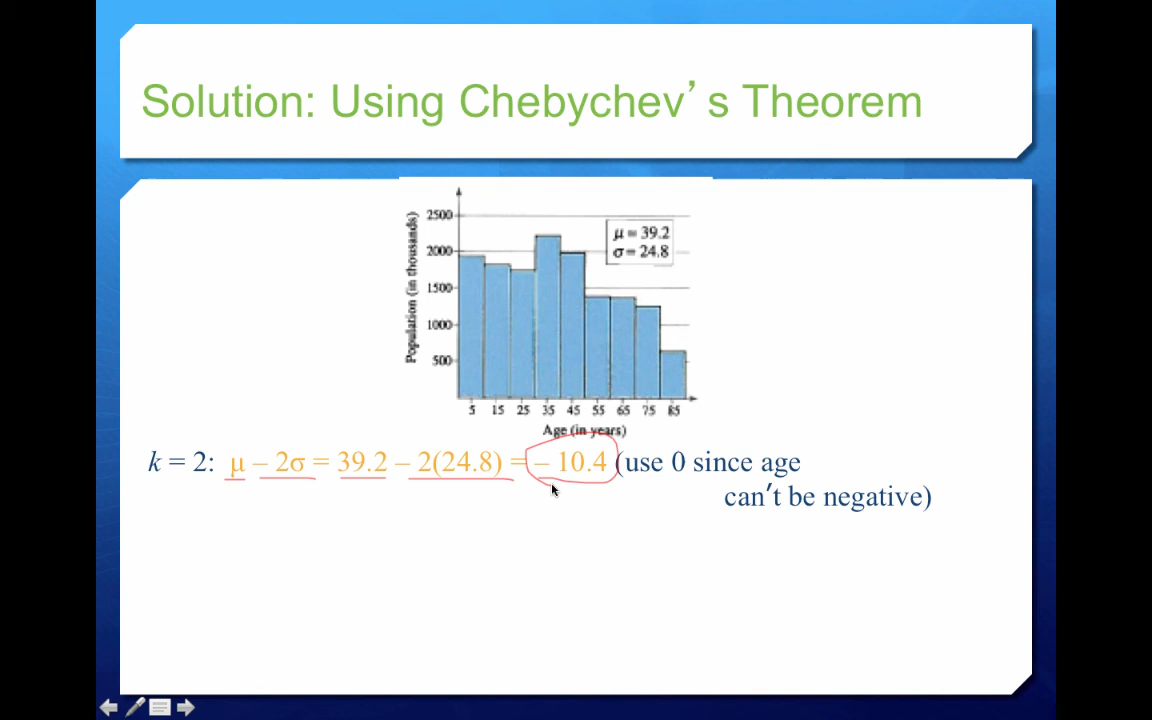 Solution: Using Chebychev’s Theorem
Population (in thousands)
2500
2000
1500
1000
500
μ = 39.2
σ = 24.8
5 15 25 35 45 55 65 75 85
Age (in years)
k = 2: μ – 2σ = 39.2 – 2(24.8) = – 10.4 (use 0 since age
can’t be negative)